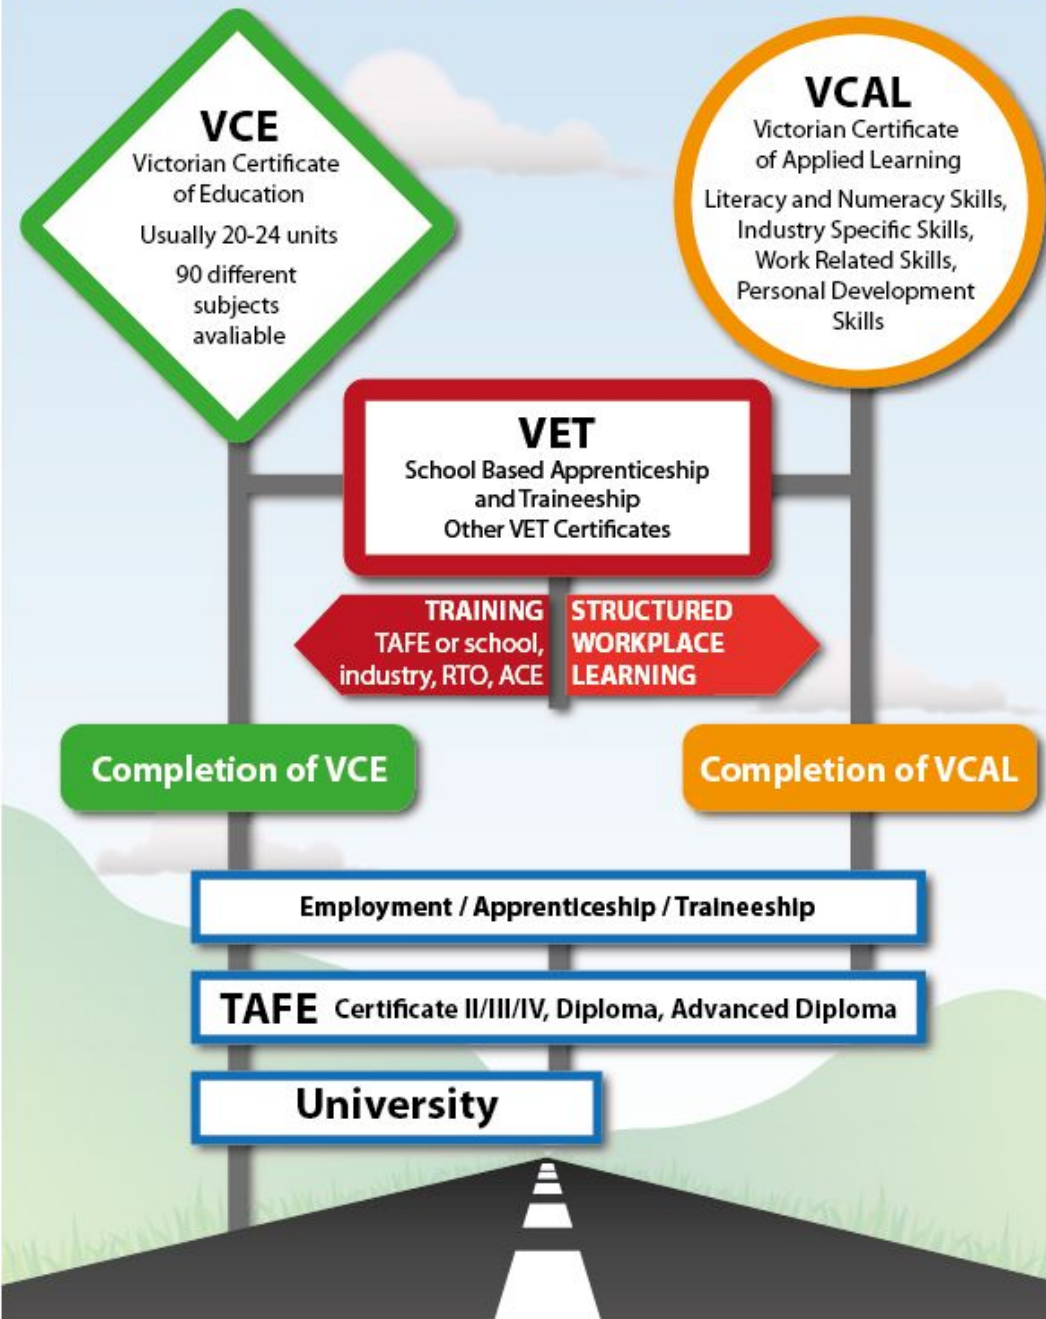 VCE
Victorian Certificate
of Education
Usually 20-24 units
90 different
subjects
avaliable
VCAL
Victorian Certificate
of Applied Learning
Literacy and Numeracy Skills,
Industry Specific Skills,
Work Related Skills,
Personal Development
Skills
VET
School Based Apprenticeship
and Traineeship
Other VET Certificates
TRAINING
TAFE or school,
industry, RTO, ACE
STRUCTURED
WORKPLACE
LEARNING
Completion of VCE
Completion of VCAL
Employment / Apprenticeship / Traineeship
TAFE Certificate II/III/IV, Diploma, Advanced Diploma
University